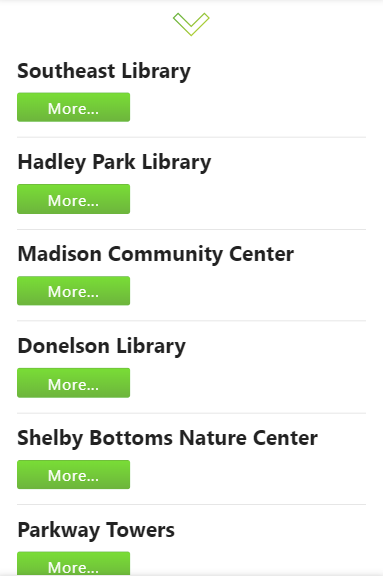 Southeast Library
More...
Hadley Park Library
More...
Madison Community Center
More...
Donelson Library
More...
Shelby Bottoms Nature Center
More...
Parkway Towers
More...